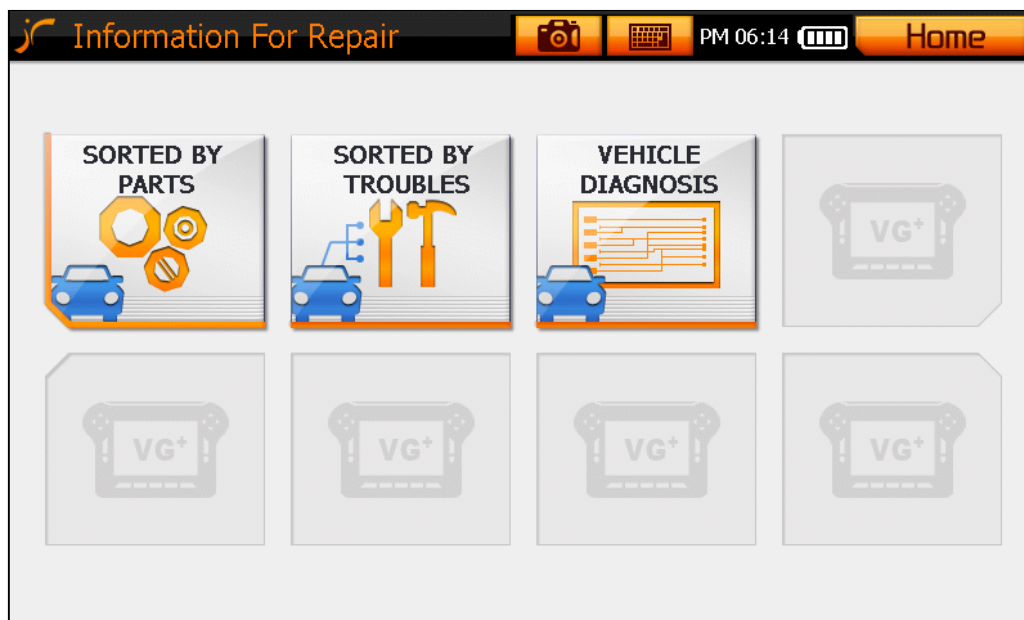 Information For Repair
PM 06:14
Home
SORTED BY
PARTS
SORTED BY
TROUBLES
VEHICLE
DIAGNOSIS
VG+
VG+
VG+
VG+
VG+